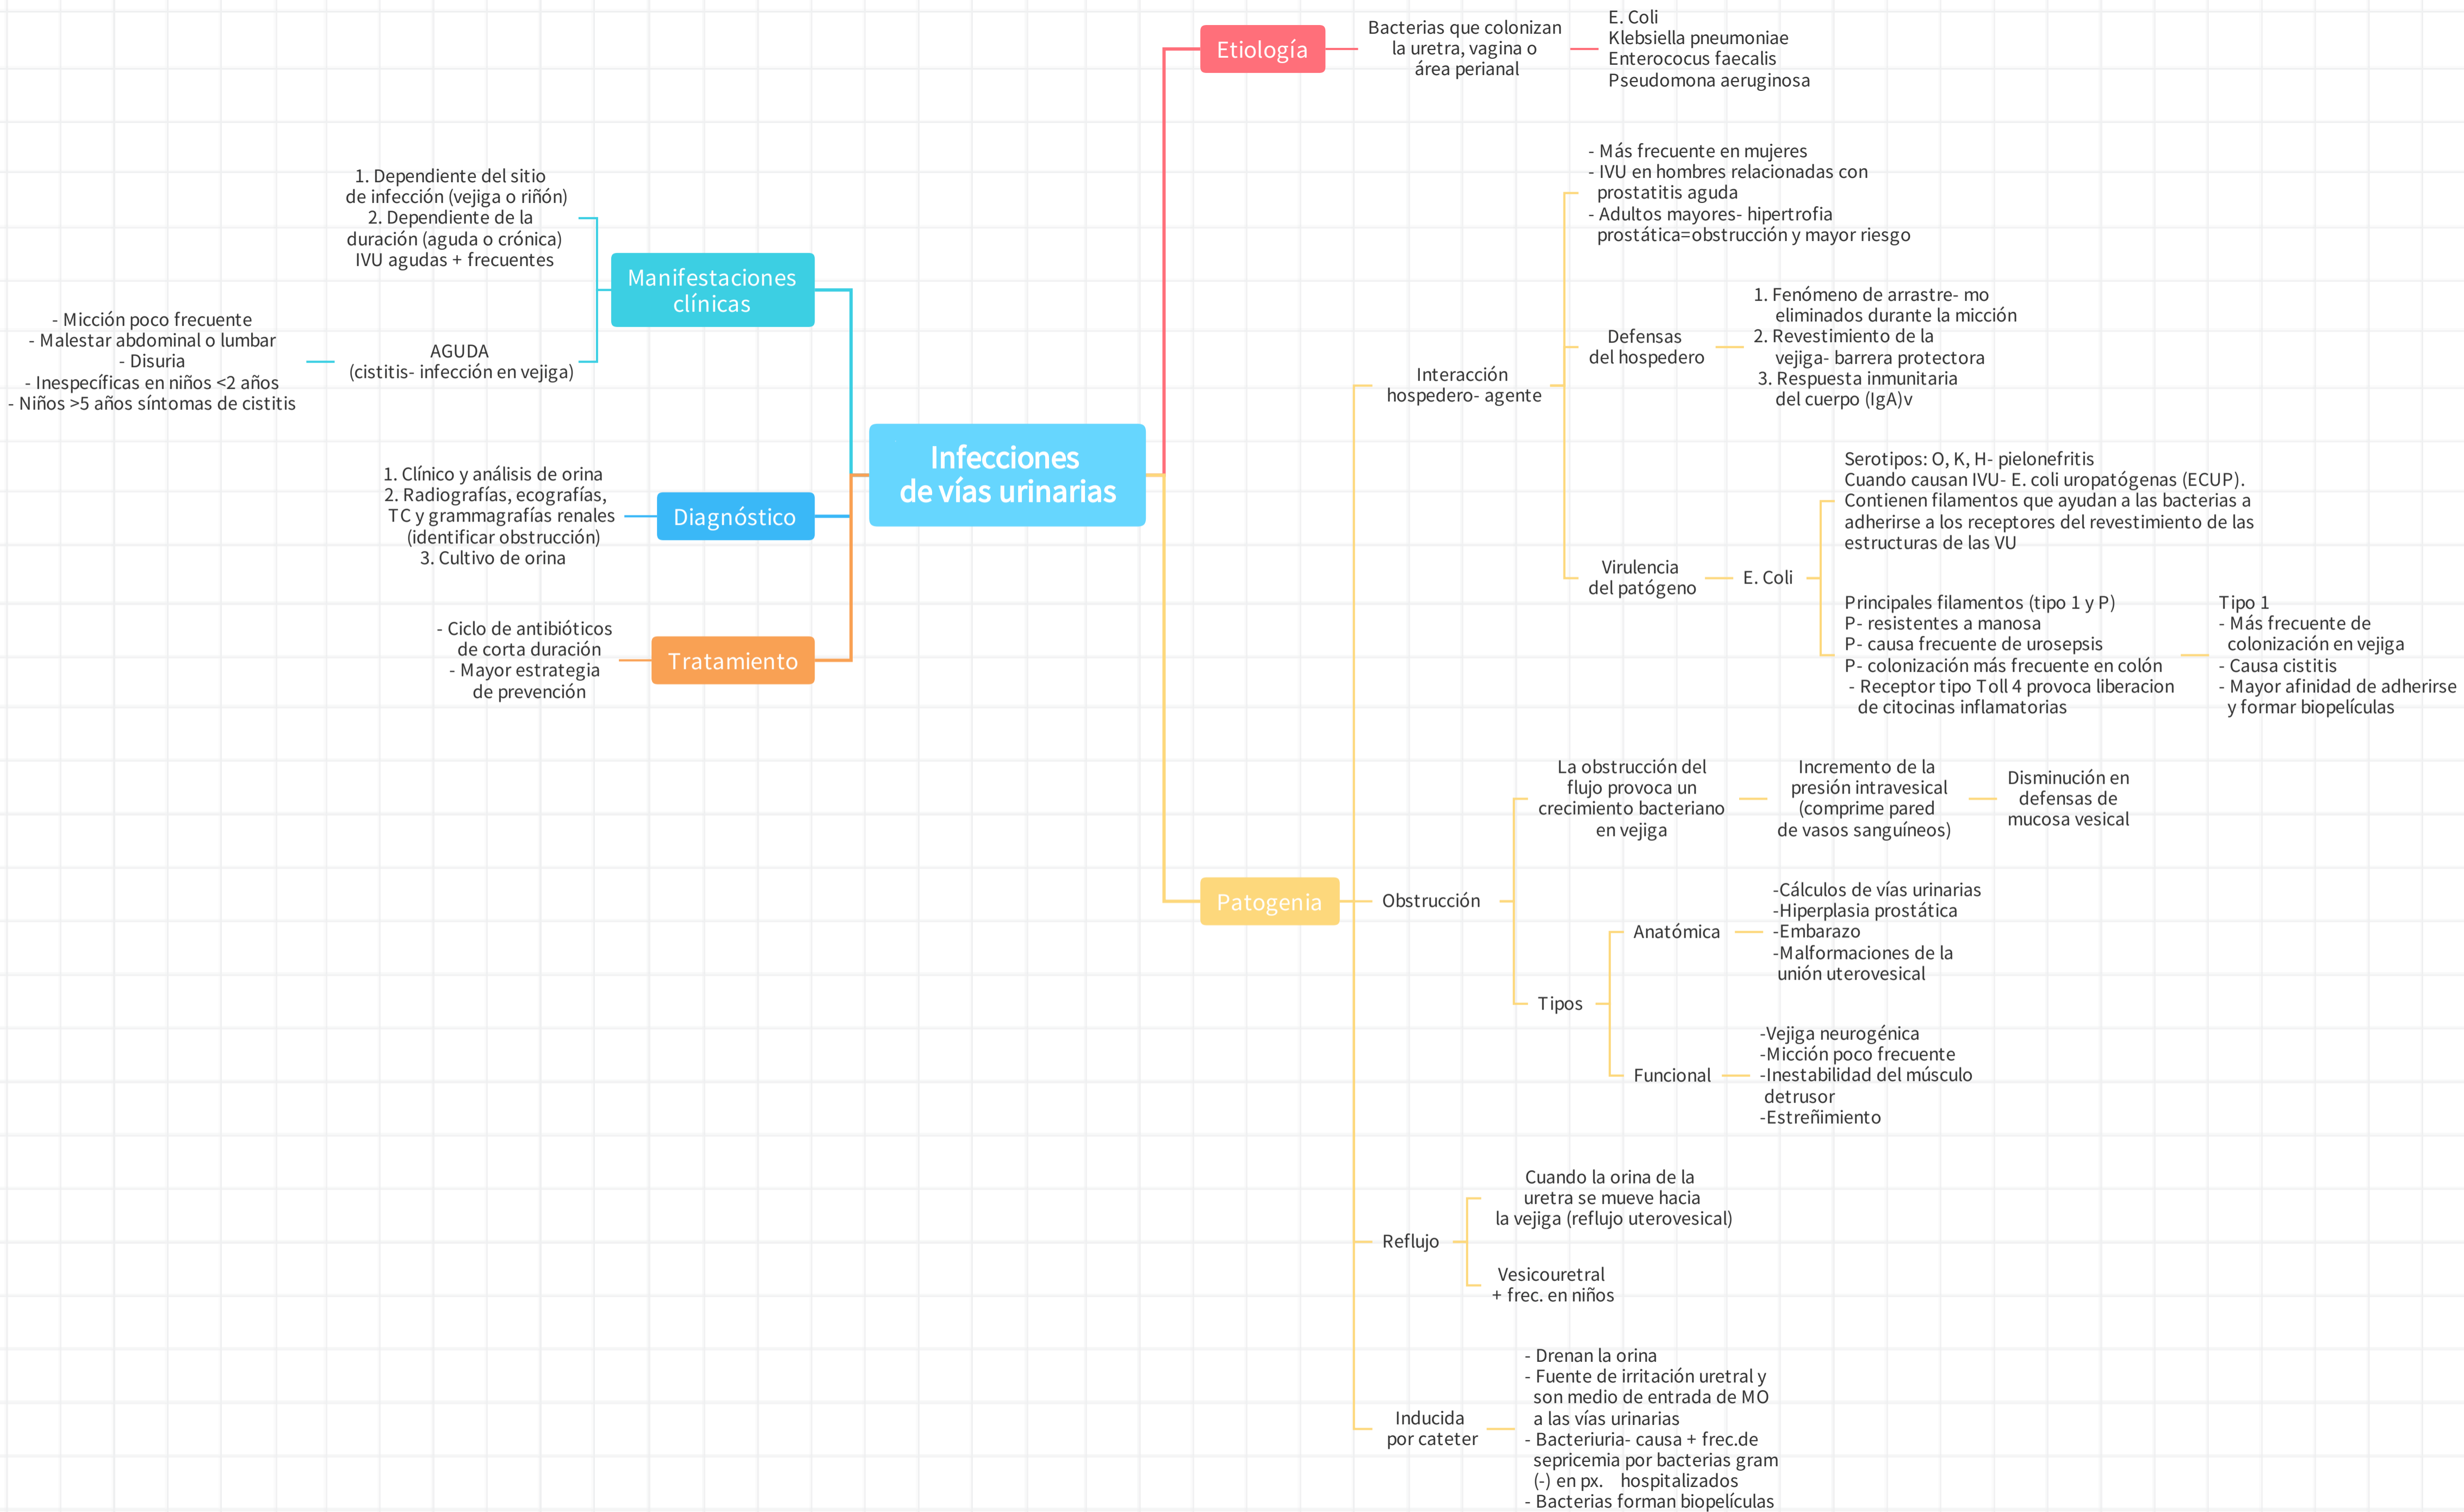 Infecciones
de vías urinarias
Etiología
Bacterias que colonizan
la uretra, vagina o
área perianal
E. Coli
Klebsiella pneumoniae
Enterococus faecalis
Pseudomona aeruginosa
Patogenia
Interacción
hospedero- agente
- Más frecuente en mujeres
- IVU en hombres relacionadas con
prostatitis aguda
- Adultos mayores- hipertrofia
prostática=obstrucción y mayor riesgo
Defensas
del hospedero
1. Fenómeno de arrastre- mo
eliminados durante la micción
2. Revestimiento de la
vejiga- barrera protectora
3. Respuesta inmunitaria
del cuerpo (IgA)v
Virulencia
del patógeno
E. Coli
Serotipos: O, K, H- pielonefritis
Cuando causan IVU- E. coli uropatógenas (ECUP).
Contienen filamentos que ayudan a las bacterias a
adherirse a los receptores del revestimiento de las
estructuras de las VU
Principales filamentos (tipo 1 y P)
P- resistentes a manosa
P- causa frecuente de urosepsis
P- colonización más frecuente en colón
- Receptor tipo Toll 4 provoca liberacion
de citocinas inflamatorias
Tipo 1
- Más frecuente de
colonización en vejiga
- Causa cistitis
- Mayor afinidad de adherirse
y formar biopelículas
Obstrucción
La obstrucción del
flujo provoca un
crecimiento bacteriano
en vejiga
Incremento de la
presión intravesical
(comprime pared
de vasos sanguíneos)
Disminución en
defensas de
mucosa vesical
Tipos
Anatómica
-Cálculos de vías urinarias
-Hiperplasia prostática
-Embarazo
-Malformaciones de la
unión uterovesical
Funcional
-Vejiga neurogénica
-Micción poco frecuente
-Inestabilidad del músculo
detrusor
-Estreñimiento
Reflujo
Cuando la orina de la
uretra se mueve hacia
la vejiga (reflujo uterovesical)
Vesicouretral
+ frec. en niños
Inducida
por cateter
- Drenan la orina
- Fuente de irritación uretral y
son medio de entrada de MO
a las vías urinarias
- Bacteriuria- causa + frec.de
sepricemia por bacterias gram
(-) en px. hospitalizados
- Bacterias forman biopelículas
Manifestaciones
clínicas
1. Dependiente del sitio
de infección (vejiga o riñón)
2. Dependiente de la
duración (aguda o crónica)
IVU agudas + frecuentes
AGUDA
(cistitis- infección en vejiga)
- Micción poco frecuente
- Malestar abdominal o lumbar
- Disuria
- Inespecíficas en niños <2 años
- Niños >5 años síntomas de cistitis
Diagnóstico
1. Clínico y análisis de orina
2. Radiografías, ecografías,
TC y grammagrafías renales
(identificar obstrucción)
3. Cultivo de orina
Tratamiento
- Ciclo de antibióticos
de corta duración
- Mayor estrategia
de prevención